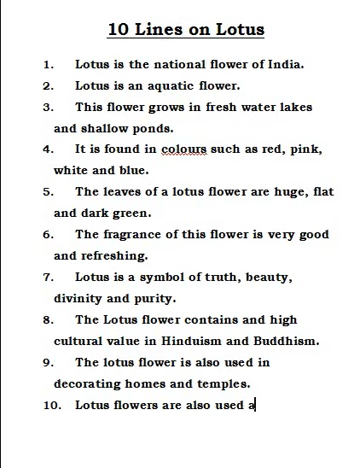 10 Lines on Lotus
1. Lotus is the national flower of India.
2. Lotus is an aquatic flower.
3. This flower grows in fresh water lakes
and shallow ponds.
4. It is found in colours such as red, pink,
white and blue.
5. The leaves of a lotus flower are huge, flat
and dark green.
6. The fragrance of this flower is very good
and refreshing.
7. Lotus is a symbol of truth, beauty,
divinity and purity.
8. The Lotus flower contains and high
cultural value in Hinduism and Buddhism.
9. The lotus flower is also used in
decorating homes and temples.
10. Lotus flowers are also used a